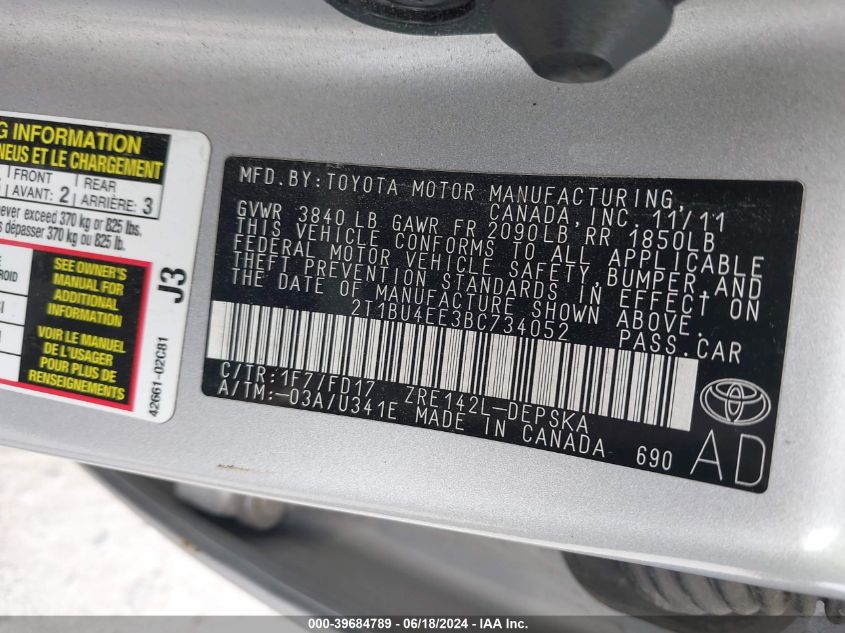 G INFORMATION
NEUS ET LE CHARGEMENT
FRONT
AVANT: 2
REAR
ARRIÈRE: 3
never exceed 370 kg or 825 lbs.
dépasser 370 kg ou 825 lb.
SEE OWNER'S
MANUAL FOR
ADDITIONAL
INFORMATION
VOIR LE MANUEL
DE L'USAGER
POUR PLUS DE
RENSEIGNEMENTS
J3
42661-02C81
MFD.BY:TOYOTA MOTOR MANUFACTURING,
CANADA,INC. 11/11
GVWR 3840 LB GAWR FR 2090LB RR 1850LB
THIS VEHICLE CONFORMS TO ALL APPLICABLE
FEDERAL MOTOR VEHICLE SAFETY,BUMPER,AND
THEFT PREVENTION STANDARDS IN EFFECT ON
THE DATE OF MANUFACTURE SHOWN ABOVE.
2T1BU4EE3BC734052 PASS.CAR
C/TR:1F7/FD17 ZRE142L-DEPSKA
A/TM:-03A/U341E MADE IN CANADA 690
AD
000-39684789 - 06/18/2024 - IAA Inc.